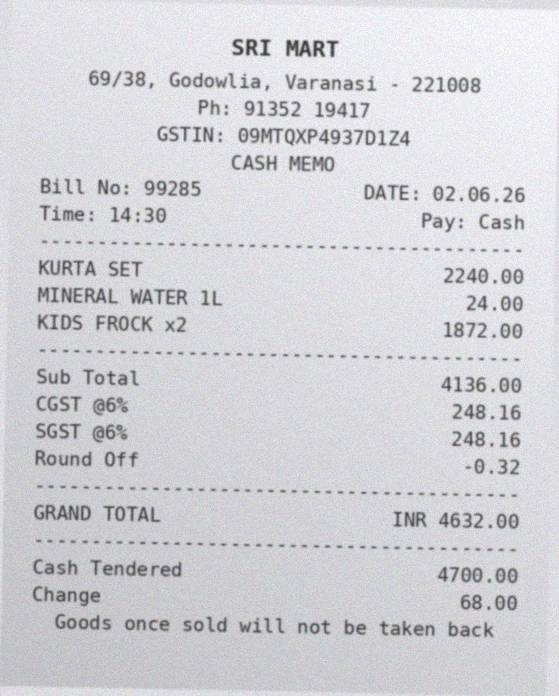 SRI MART
69/38, Godowlia, Varanasi - 221008
Ph: 91352 19417
GSTIN: 09MTQXP4937D1Z4
CASH MEMO
Bill No: 99285 DATE: 02.06.26
Time: 14:30 Pay: Cash
KURTA SET 2240.00
MINERAL WATER 1L 24.00
KIDS FROCK x2 1872.00
Sub Total 4136.00
CGST @6% 248.16
SGST @6% 248.16
Round Off -0.32
GRAND TOTAL INR 4632.00
Cash Tendered 4700.00
Change 68.00
Goods once sold will not be taken back